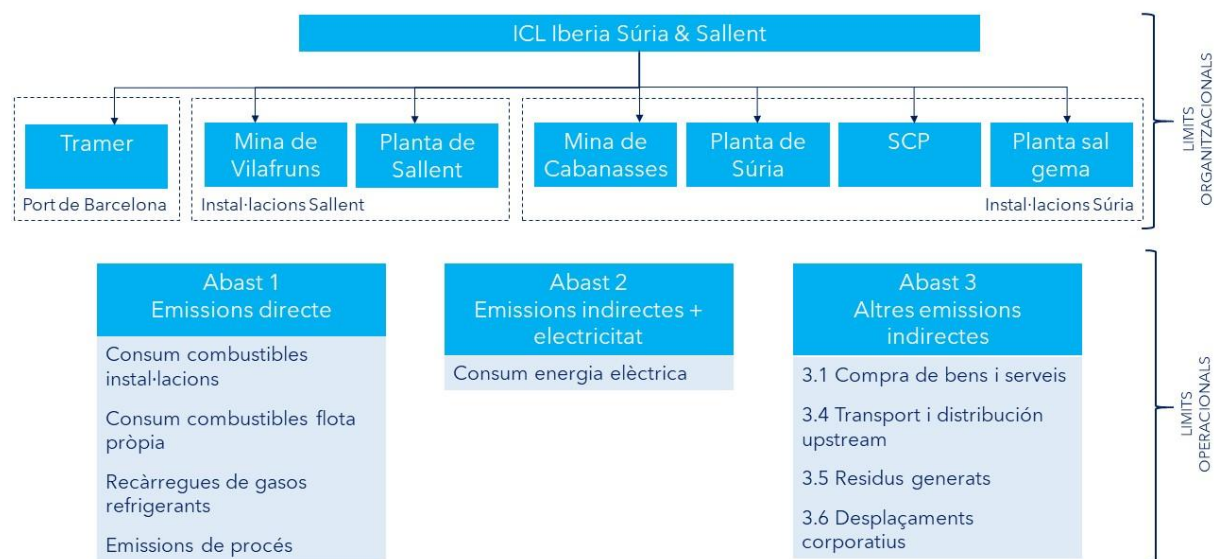 ICL Iberia Súria & Sallent
Tramer
Mina de
Vilafruns
Planta de
Sallent
Mina de
Cabanasses
Planta de
Súria
SCP
Planta sal
gema
Port de Barcelona
Instal·lacions Sallent
Instal·lacions Súria
LIMITS
ORGANITZACIONALS
Abast 1
Emissions directe
Consum combustibles
instal·lacions
Consum combustibles flota
pròpia
Recàrregues de gasos
refrigerants
Emissions de procés
Abast 2
Emissions indirectes +
electricitat
Consum energia elèctrica
Abast 3
Altres emissions
indirectes
3.1 Compra de bens i serveis
3.4 Transport i distribución
upstream
3.5 Residus generats
3.6 Desplaçaments
corporatius
LIMITS
OPERACIONALS